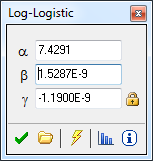 Log-Logistic
α 7.4291
β 1.5287E-9
γ -1.1900E-9